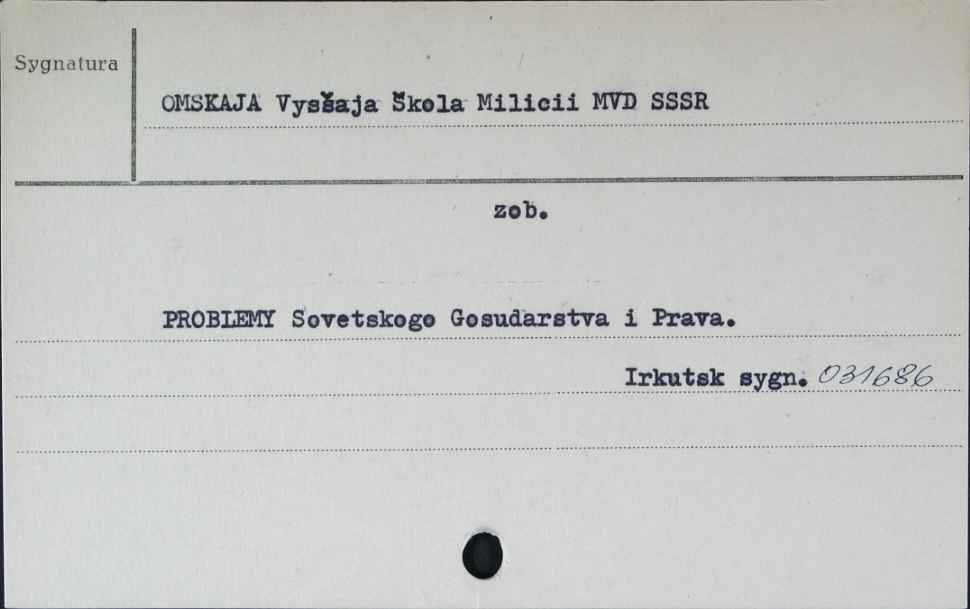 Sygnatura
OMSKAJA Vysšaja Škola Milicii MVD SSSR
zob.
PROBLEMY Sovetskogo Gosudarstva i Prava.
Irkutsk sygn. 031686